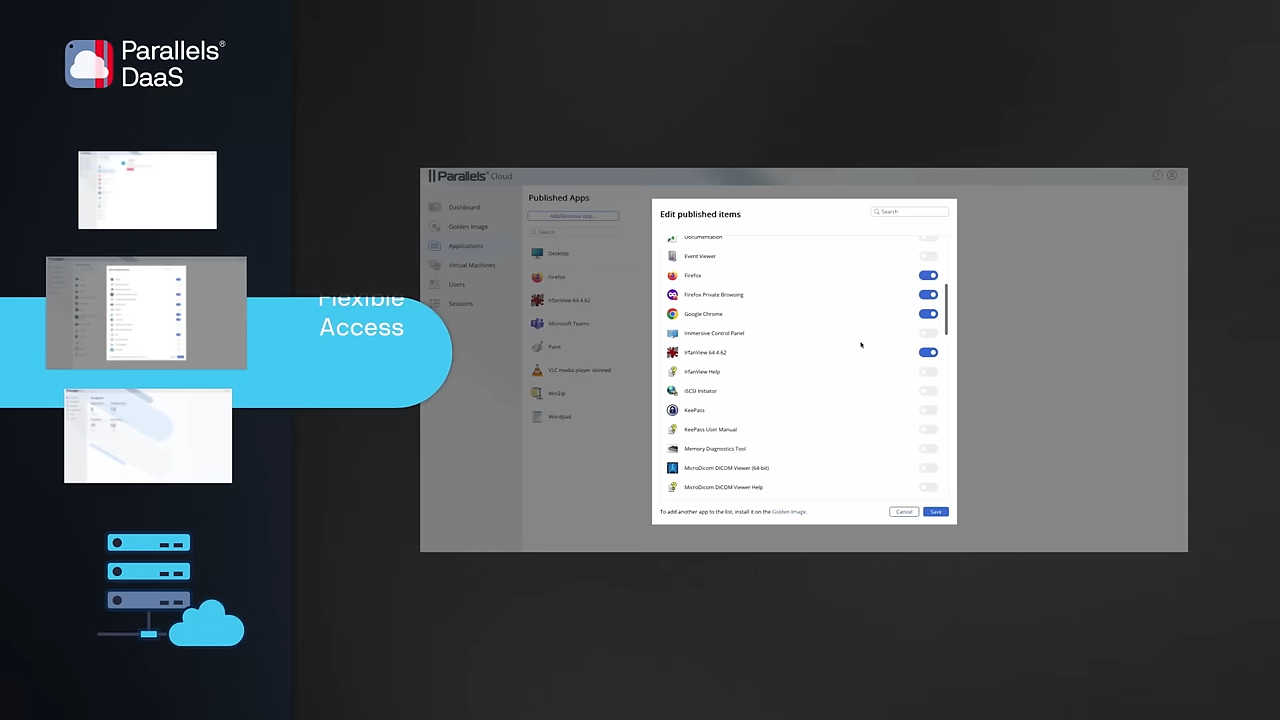 Parallels®
DaaS
Flexible
Access
Parallels® Cloud
Dashboard
Golden Image
Applications
Virtual Machines
Users
Sessions
Published Apps
Add/Remove App...
Search
Desktop
Firefox
IrfanView 64 4.62
Microsoft Teams
Paint
VLC media player skinned
WinZip
Wordpad
Edit published items
Search
Documentation
Event Viewer
Firefox
Firefox Private Browsing
Google Chrome
Immersive Control Panel
IrfanView 64 4.62
IrfanView Help
iSCSI Initiator
KeePass
KeePass User Manual
Memory Diagnostics Tool
MicroDicom DICOM Viewer (64-bit)
MicroDicom DICOM Viewer Help
To add another app to the list, install it on the Golden Image.
Cancel
Save